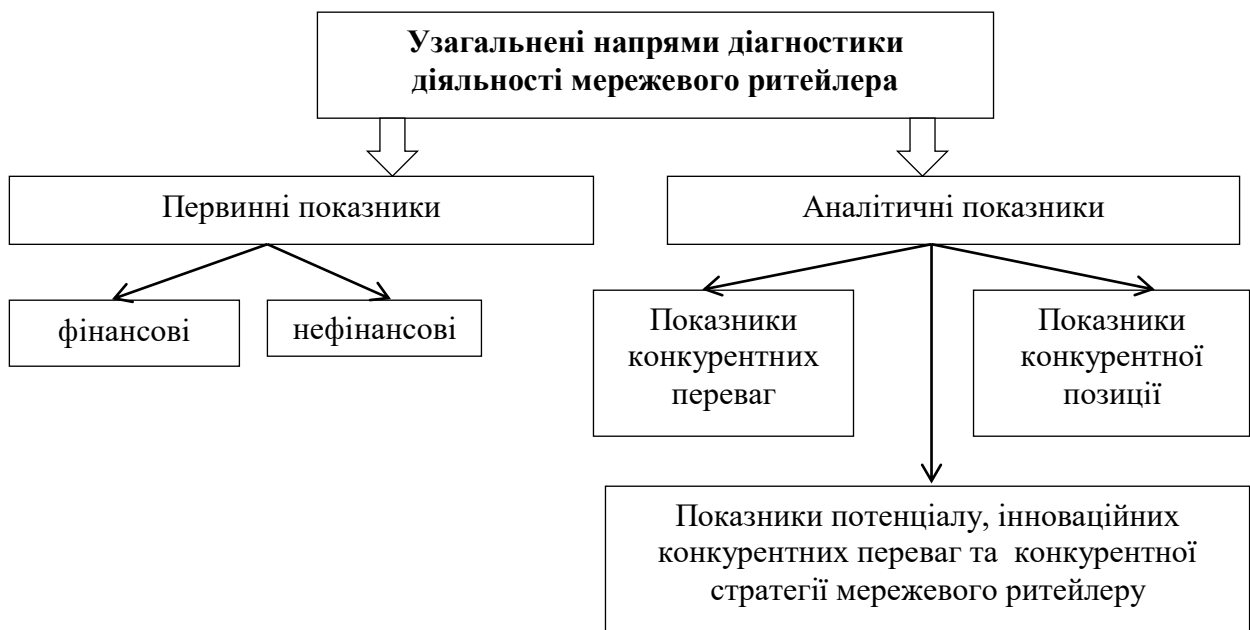 Узагальнені напрями діагностики
діяльності мережевого ритейлера
Первинні показники
Аналітичні показники
фінансові
нефінансові
Показники
конкурентних
переваг
Показники
конкурентної
позиції
Показники потенціалу, інноваційних
конкурентних переваг та конкурентної
стратегії мережевого ритейлеру